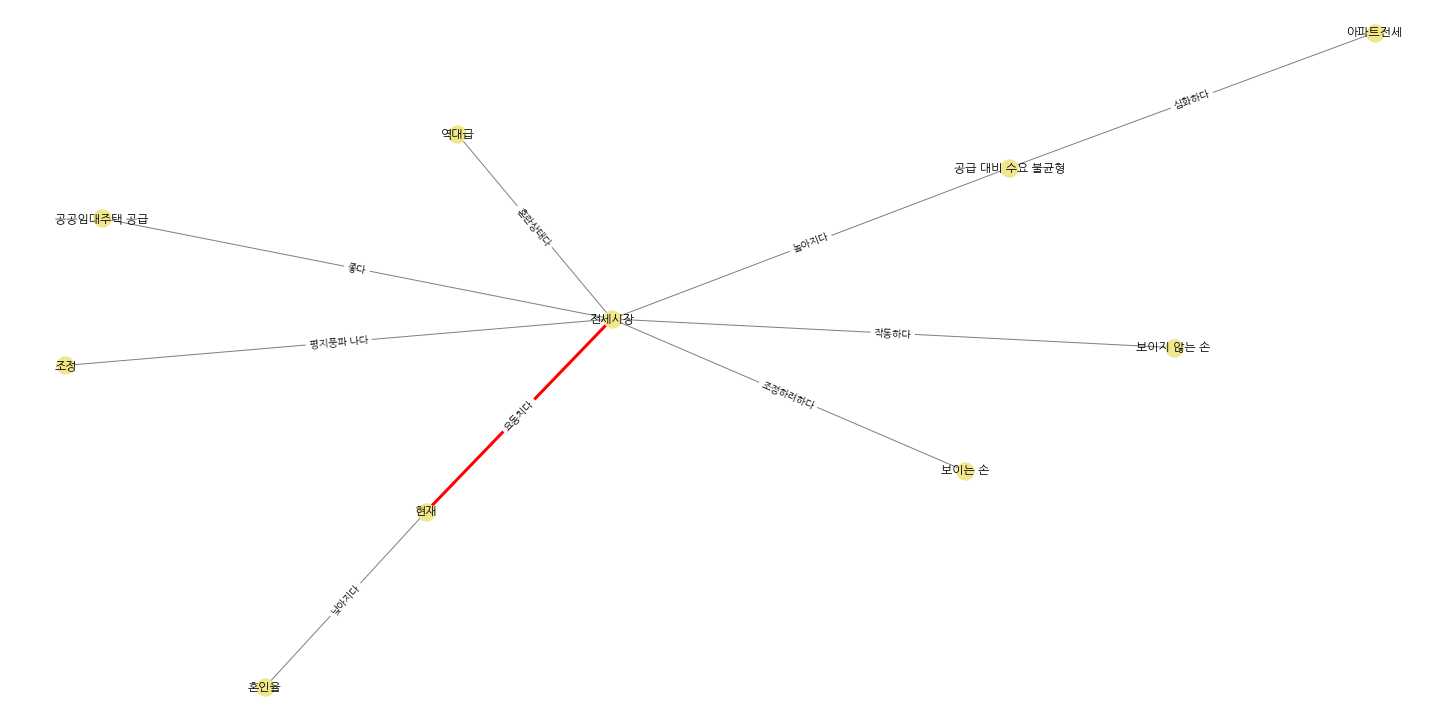 아파트전세
심화하다
역대급
공급 대비 수요 불균형
공공임대주택 공급
혼란상태다
높아지다
좋다
전세시장
작동하다
평지풍파 나다
보이지 않는 손
조정
조정하려하다
요동치다
보이는 손
현재
낮아지다
혼인율